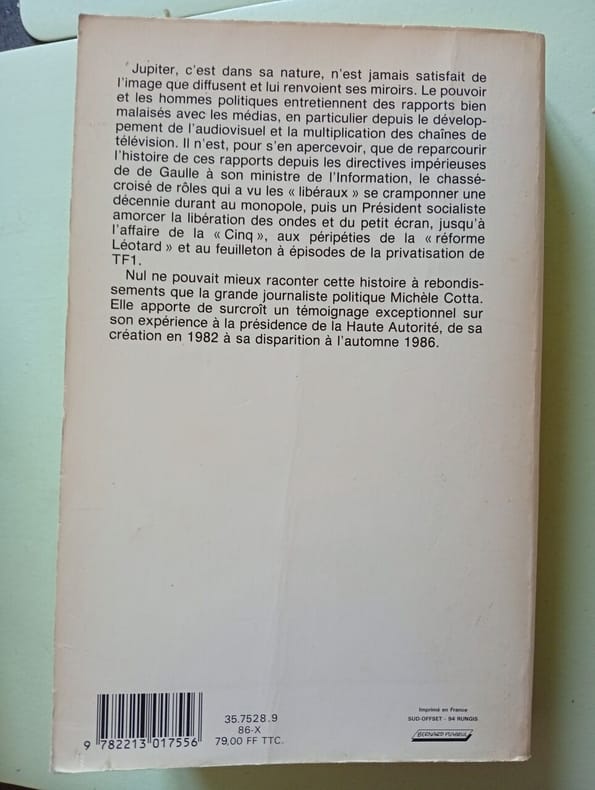 Jupiter, c'est dans sa nature, n'est jamais satisfait de
l'image que diffusent et lui renvoient ses miroirs. Le pouvoir
et les hommes politiques entretiennent des rapports bien
malaisés avec les médias, en particulier depuis le dévelop-
pement de l'audiovisuel et la multiplication des chaînes de
télévision. Il n'est, pour s'en apercevoir, que de reparcourir
l'histoire de ces rapports depuis les directives impérieuses
de de Gaulle à son ministre de l'Information, le chassé-
croisé de rôles qui a vu les « libéraux » se cramponner une
décennie durant au monopole, puis un Président socialiste
amorcer la libération des ondes et du petit écran, jusqu'à
l'affaire de la « Cinq », aux péripéties de la « réforme
Léotard » et au feuilleton à épisodes de la privatisation de
TF1.
Nul ne pouvait mieux raconter cette histoire à rebondis-
sements que la grande journaliste politique Michèle Cotta.
Elle apporte de surcroît un témoignage exceptionnel sur
son expérience à la présidence de la Haute Autorité, de sa
création en 1982 à sa disparition à l'automne 1986.
35.7528.9
86-X
79,00 FF TTC.
9 782213 017556
Imprimé en France
SUD-OFFSET - 94 RUNGIS
BERNARD